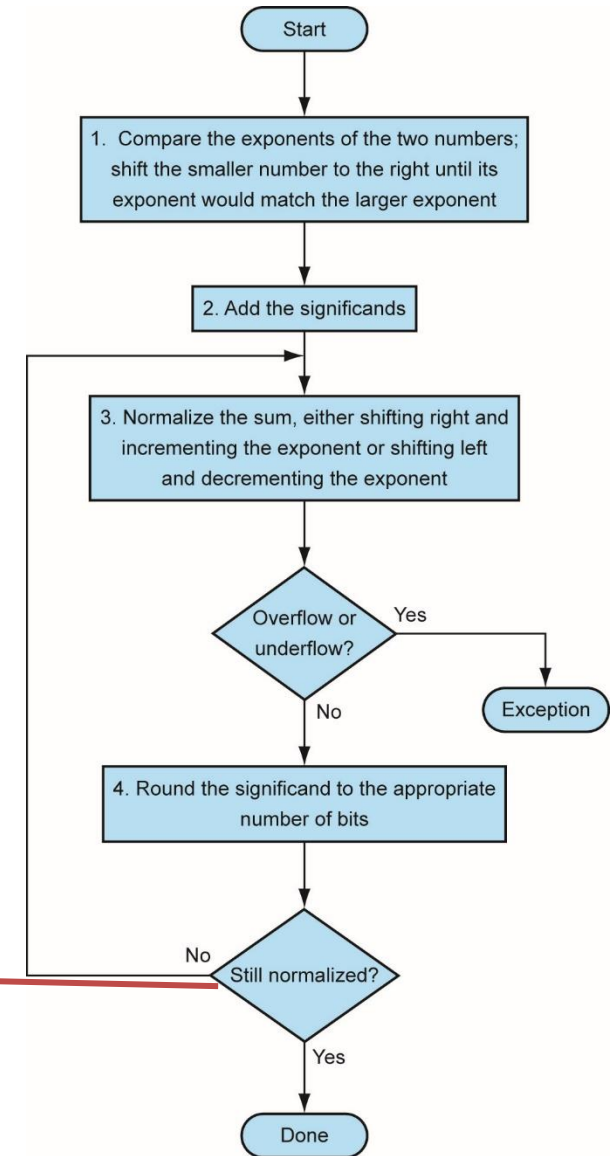 Start
1. Compare the exponents of the two numbers;
shift the smaller number to the right until its
exponent would match the larger exponent
2. Add the significands
3. Normalize the sum, either shifting right and
incrementing the exponent or shifting left
and decrementing the exponent
Overflow or
underflow?
Yes
Exception
No
4. Round the significand to the appropriate
number of bits
No
Still normalized?
Yes
Done